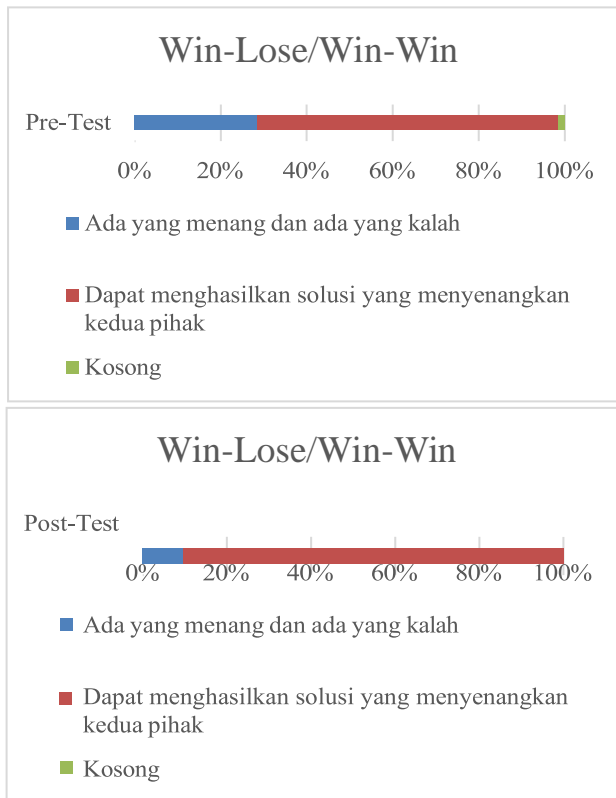 Win-Lose/Win-Win
Pre-Test
0% 20% 40% 60% 80% 100%
Ada yang menang dan ada yang kalah
Dapat menghasilkan solusi yang menyenangkan
kedua pihak
Kosong
Win-Lose/Win-Win
Post-Test
0% 20% 40% 60% 80% 100%
Ada yang menang dan ada yang kalah
Dapat menghasilkan solusi yang menyenangkan
kedua pihak
Kosong